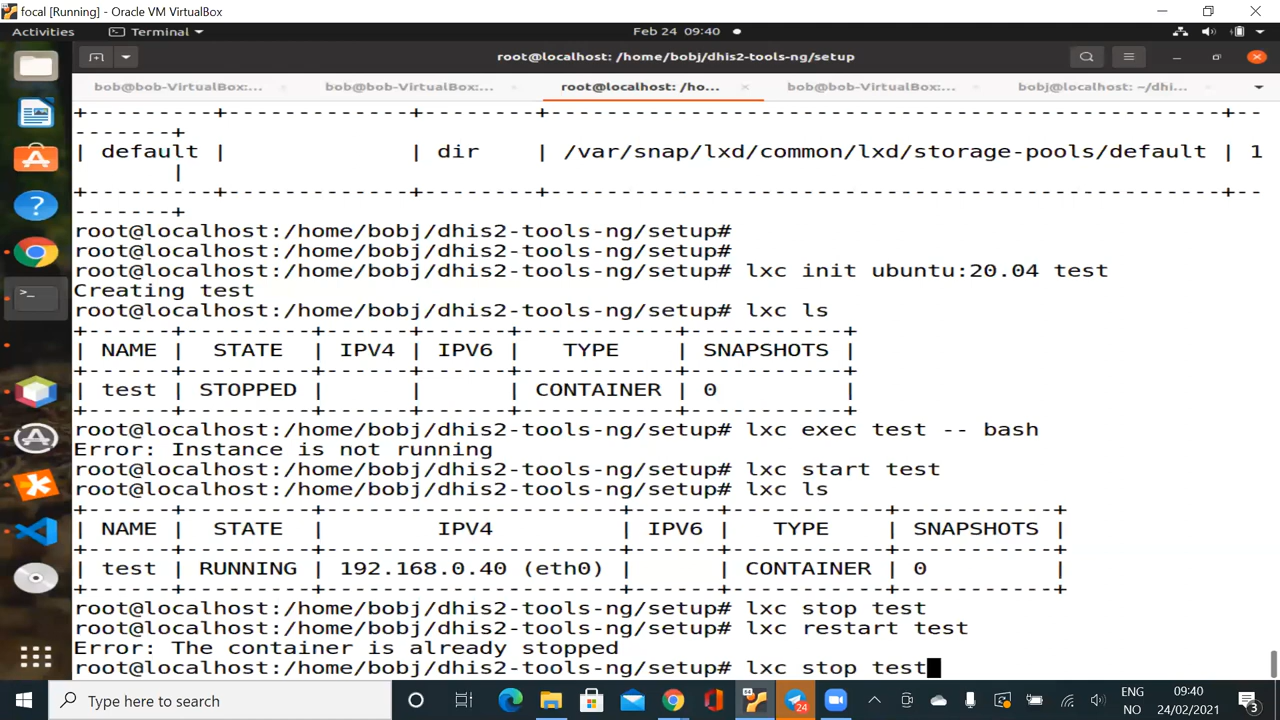 focal [Running] - Oracle VM VirtualBox
Activities Terminal Feb 24 09:40
root@localhost: /home/bobj/dhis2-tools-ng/setup
bob@bob-VirtualBox:... bob@bob-VirtualBox:... root@localhost: /ho... bob@bob-VirtualBox:... bobj@localhost: ~/dhi...
+---------+--------------+--------+------------------------------------------------+--
-------+
| default |              | dir    | /var/snap/lxd/common/lxd/storage-pools/default | 1
       |
+---------+--------------+--------+------------------------------------------------+--
-------+
root@localhost:/home/bobj/dhis2-tools-ng/setup#
root@localhost:/home/bobj/dhis2-tools-ng/setup#
root@localhost:/home/bobj/dhis2-tools-ng/setup# lxc init ubuntu:20.04 test
Creating test
root@localhost:/home/bobj/dhis2-tools-ng/setup# lxc ls
+------+---------+------+------+-----------+-----------+
| NAME |  STATE  | IPV4 | IPV6 |   TYPE    | SNAPSHOTS |
+------+---------+------+------+-----------+-----------+
| test | STOPPED |      |      | CONTAINER | 0         |
+------+---------+------+------+-----------+-----------+
root@localhost:/home/bobj/dhis2-tools-ng/setup# lxc exec test -- bash
Error: Instance is not running
root@localhost:/home/bobj/dhis2-tools-ng/setup# lxc start test
root@localhost:/home/bobj/dhis2-tools-ng/setup# lxc ls
+------+---------+---------------------+------+-----------+-----------+
| NAME |  STATE  |        IPV4         | IPV6 |   TYPE    | SNAPSHOTS |
+------+---------+---------------------+------+-----------+-----------+
| test | RUNNING | 192.168.0.40 (eth0) |      | CONTAINER | 0         |
+------+---------+---------------------+------+-----------+-----------+
root@localhost:/home/bobj/dhis2-tools-ng/setup# lxc stop test
root@localhost:/home/bobj/dhis2-tools-ng/setup# lxc restart test
Error: The container is already stopped
root@localhost:/home/bobj/dhis2-tools-ng/setup# lxc stop test
Type here to search
24
ENG
NO
09:40
24/02/2021
3